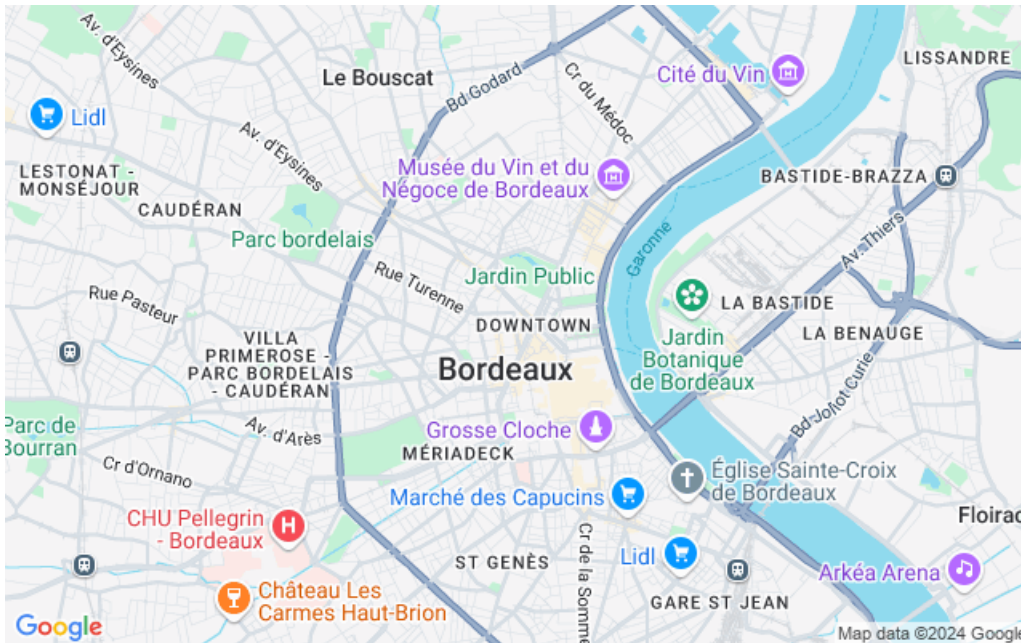 Av. d'Eysines
Le Bouscat
Bd Godard
Cr du Médoc
Cité du Vin
LISSANDRE
Lidl
Av. d'Eysines
LESTONAT -
MONSÉJOUR
CAUDÉRAN
Musée du Vin et du
Négoce de Bordeaux
BASTIDE-BRAZZA
Parc bordelais
Garonne
Av. Thiers
Rue Turenne
Jardin Public
Rue Pasteur
DOWNTOWN
LA BASTIDE
LA BENAUGE
VILLA
PRIMEROSE -
PARC BORDELAIS
- CAUDÉRAN
Jardin
Botanique
de Bordeaux
Bordeaux
Bd Joliot Curie
Parc de
Bourran
Av. d'Arès
Grosse Cloche
MÉRIADECK
Cr d'Ornano
Église Sainte-Croix
de Bordeaux
Marché des Capucins
CHU Pellegrin
- Bordeaux
H
Floirac
Cr de la Somme
ST GENÈS
Lidl
Arkéa Arena
Château Les
Carmes Haut-Brion
GARE ST JEAN
Google
Map data ©2024 Google